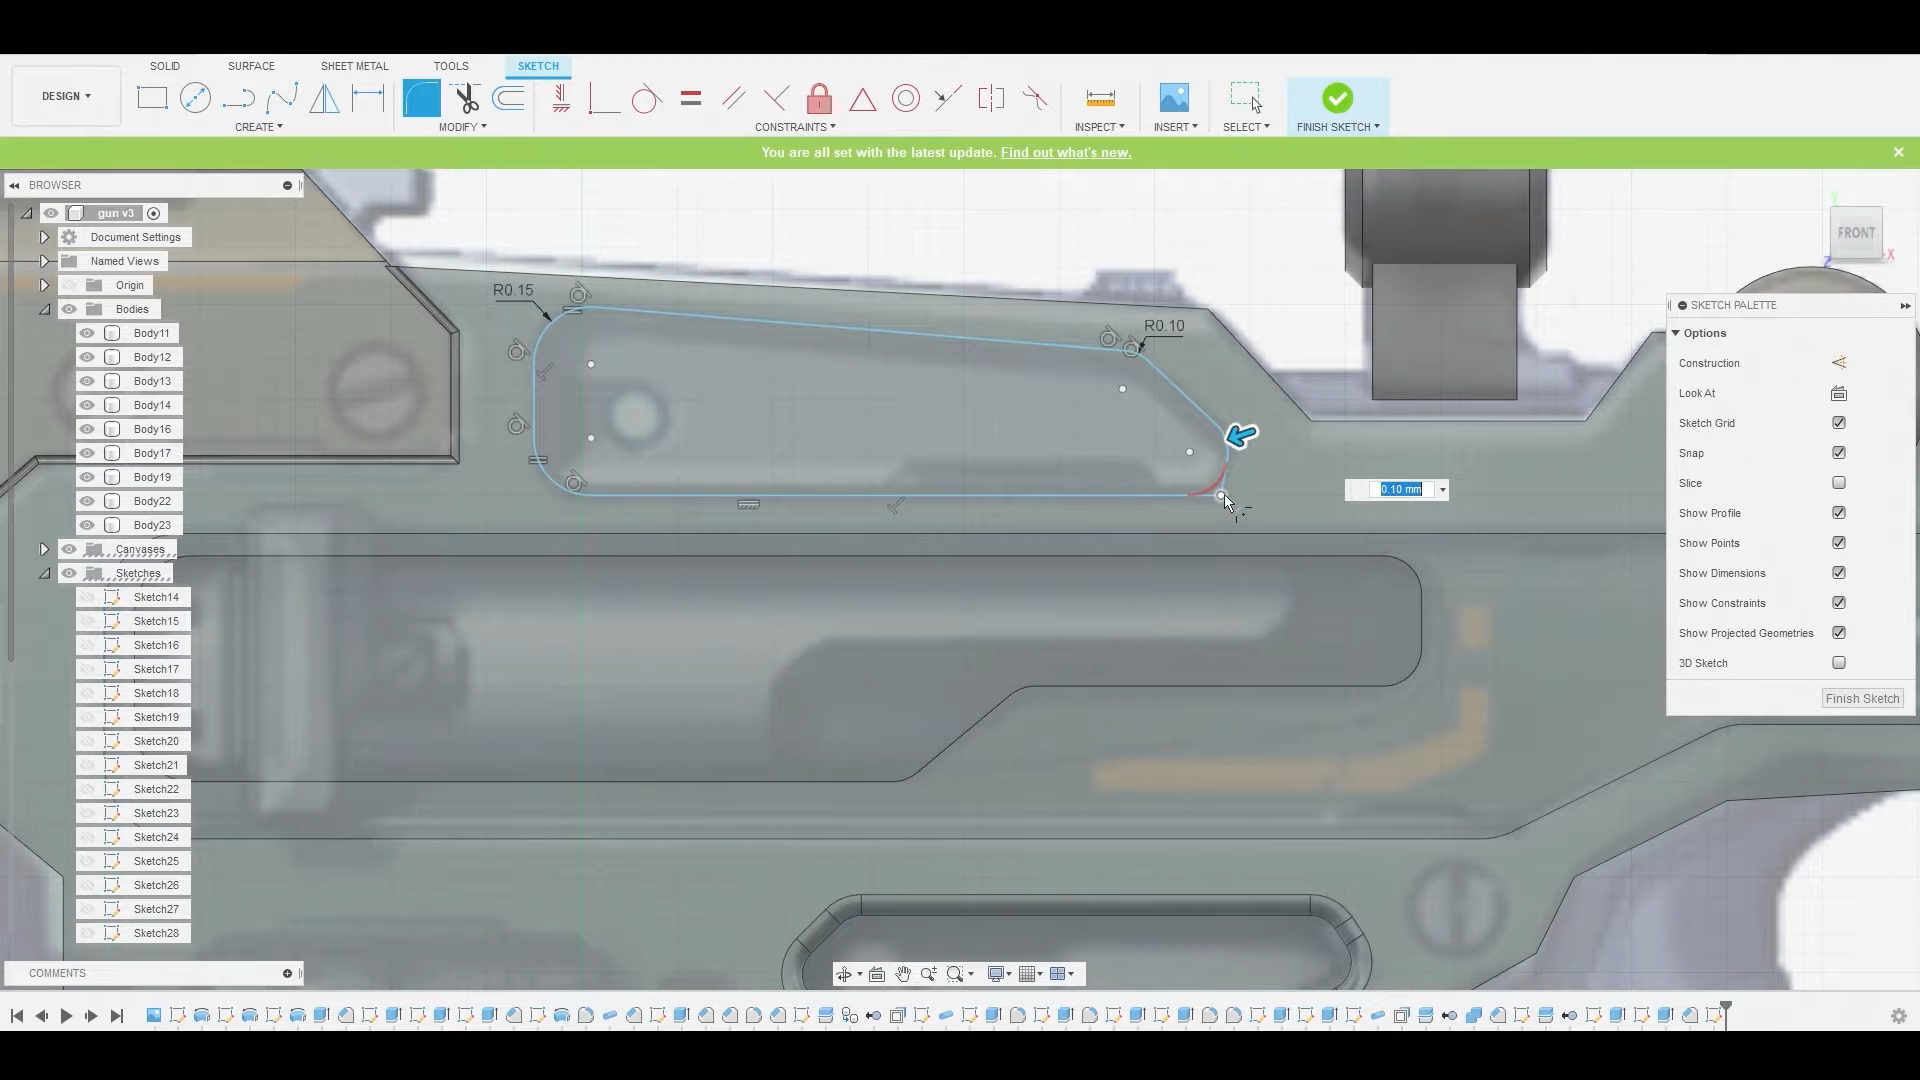 SOLID
SURFACE
SHEET METAL
TOOLS
SKETCH
DESIGN
CREATE
MODIFY
CONSTRAINTS
INSPECT
INSERT
SELECT
FINISH SKETCH
You are all set with the latest update. Find out what's new.
BROWSER
gun v3
Document Settings
Named Views
Origin
Bodies
Body11
Body12
Body13
Body14
Body16
Body17
Body19
Body22
Body23
Canvases
Sketches
Sketch14
Sketch15
Sketch16
Sketch17
Sketch18
Sketch19
Sketch20
Sketch21
Sketch22
Sketch23
Sketch24
Sketch25
Sketch26
Sketch27
Sketch28
COMMENTS
R0.15
R0.10
0.10 mm
FRONT
Y
X
Z
SKETCH PALETTE
Options
Construction
Look At
Sketch Grid
Snap
Slice
Show Profile
Show Points
Show Dimensions
Show Constraints
Show Projected Geometries
3D Sketch
Finish Sketch